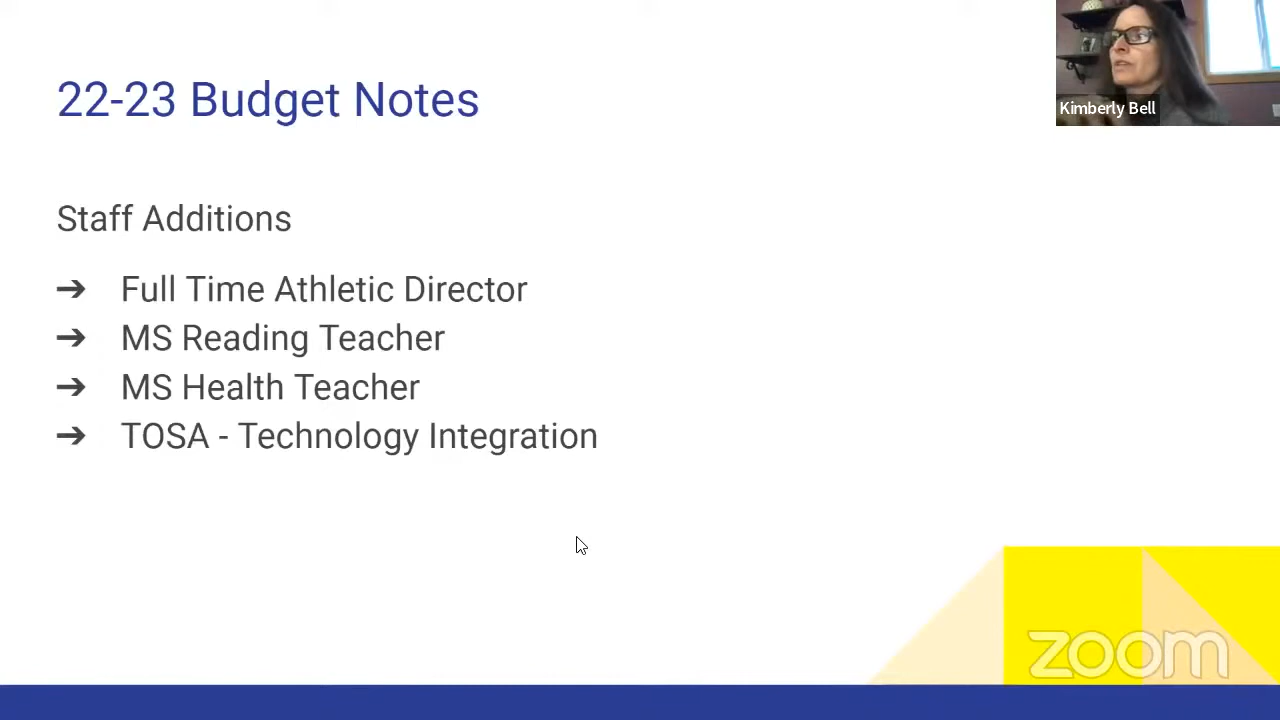 22-23 Budget Notes
Kimberly Bell
Staff Additions
➔ Full Time Athletic Director
➔ MS Reading Teacher
➔ MS Health Teacher
➔ TOSA - Technology Integration
zoom